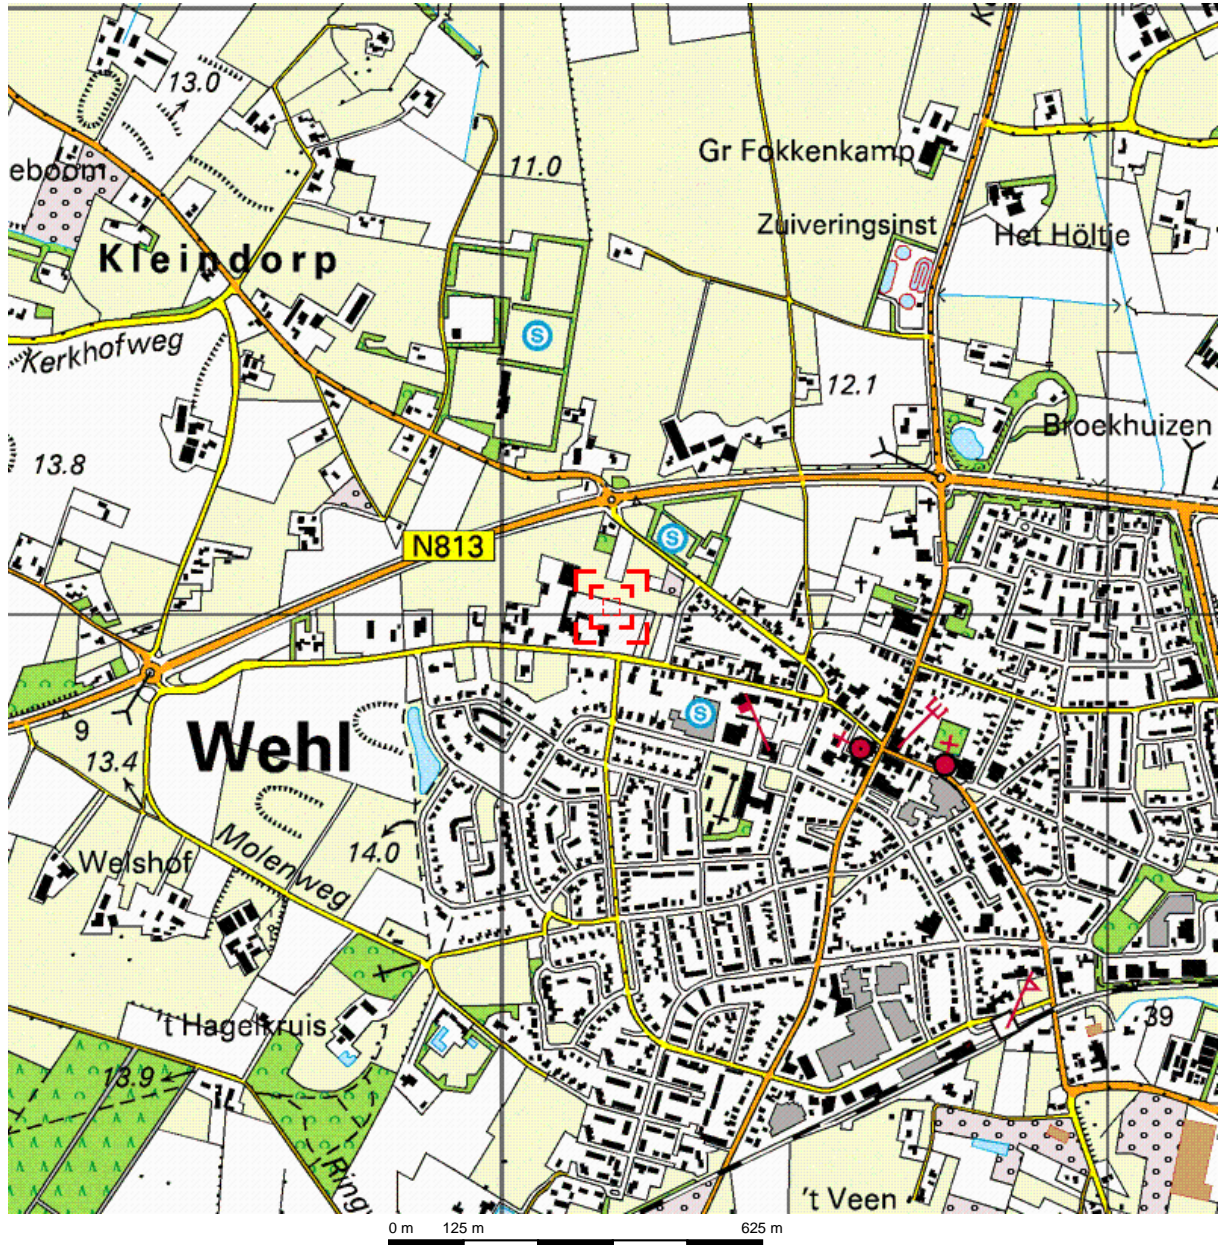 13.0
eboom
11.0
Gr Fokkenkamp
Zuiveringsinst
Het Höltje
Kleindorp
Kerkhofweg
S
12.1
Broekhuizen
13.8
N813
S
S
9
Wehl
13.4
Molenweg
14.0
Welshof
't Hagelkruis
39
13.9
Ringv
't Veen
0 m 125 m 625 m